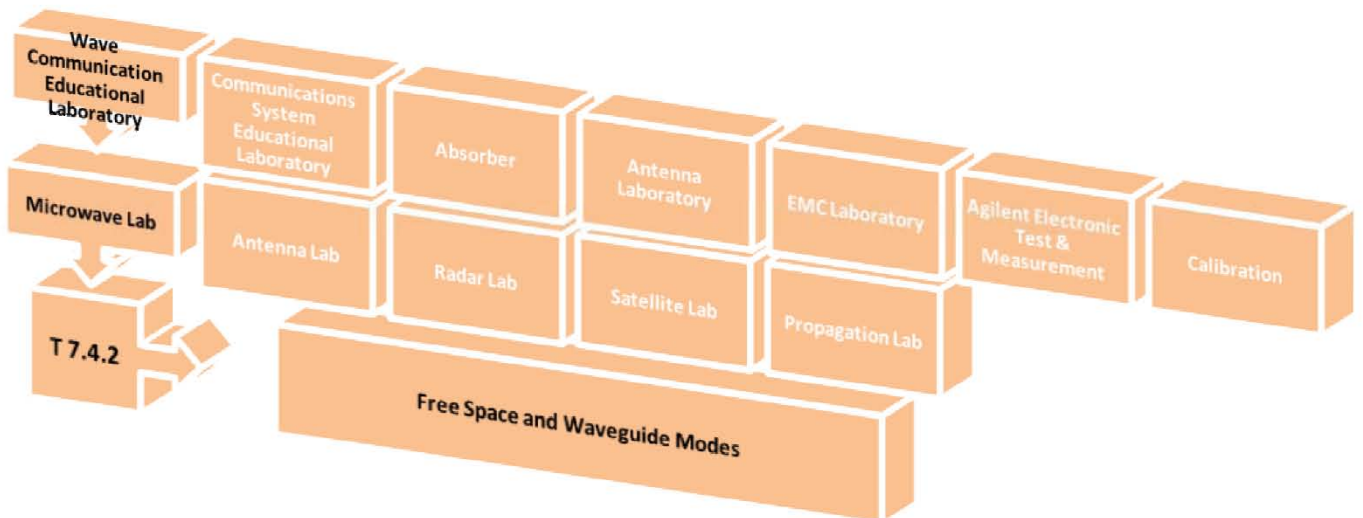 Wave
Communication
Educational
Laboratory
Communications
System
Educational
Laboratory
Absorber
Antenna
Laboratory
EMC Laboratory
Agilent Electronic
Test &
Measurement
Calibration
Microwave Lab
Antenna Lab
Radar Lab
Satellite Lab
Propagation Lab
T 7.4.2
Free Space and Waveguide Modes